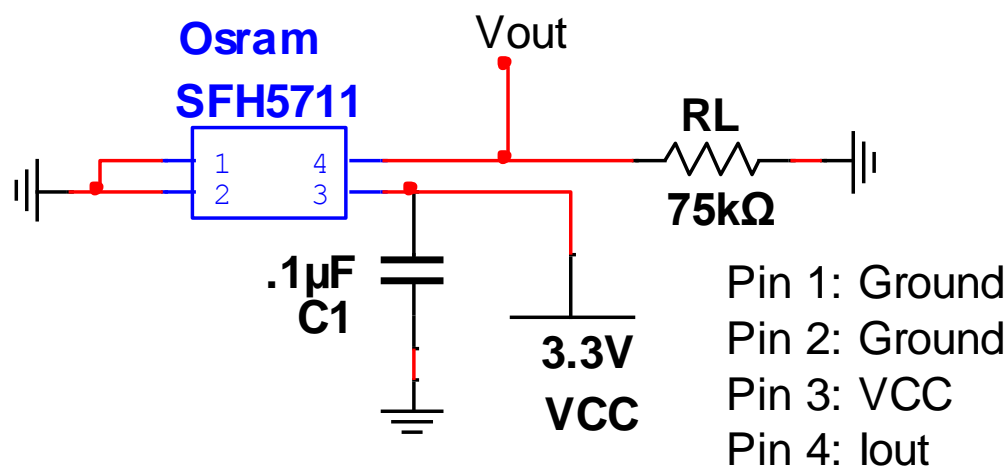 Osram
SFH5711
Vout
1
4
2
3
RL
75kΩ
.1µF
C1
3.3V
VCC
Pin 1: Ground
Pin 2: Ground
Pin 3: VCC
Pin 4: Iout